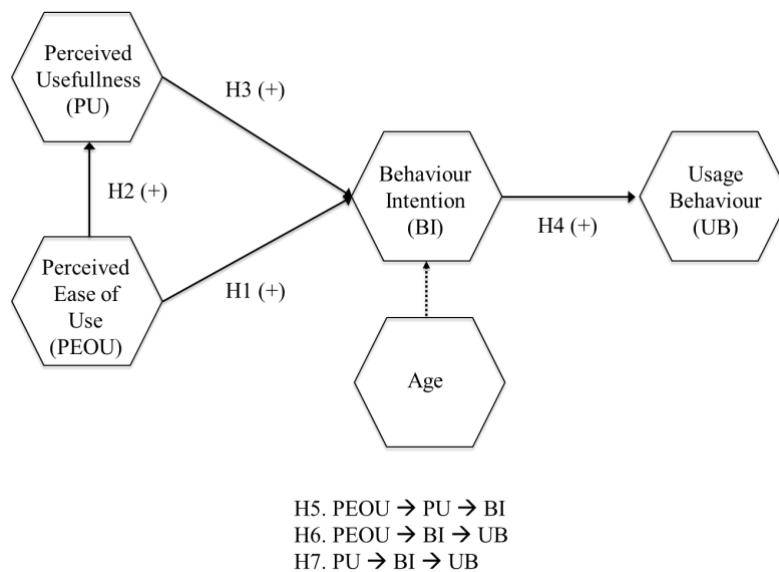 Perceived
Usefullness
(PU)
H3 (+)
H2 (+)
Perceived
Ease of
Use
(PEOU)
H1 (+)
Behaviour
Intention
(BI)
H4 (+)
Usage
Behaviour
(UB)
Age
H5. PEOU → PU → BI
H6. PEOU → BI → UB
H7. PU → BI → UB